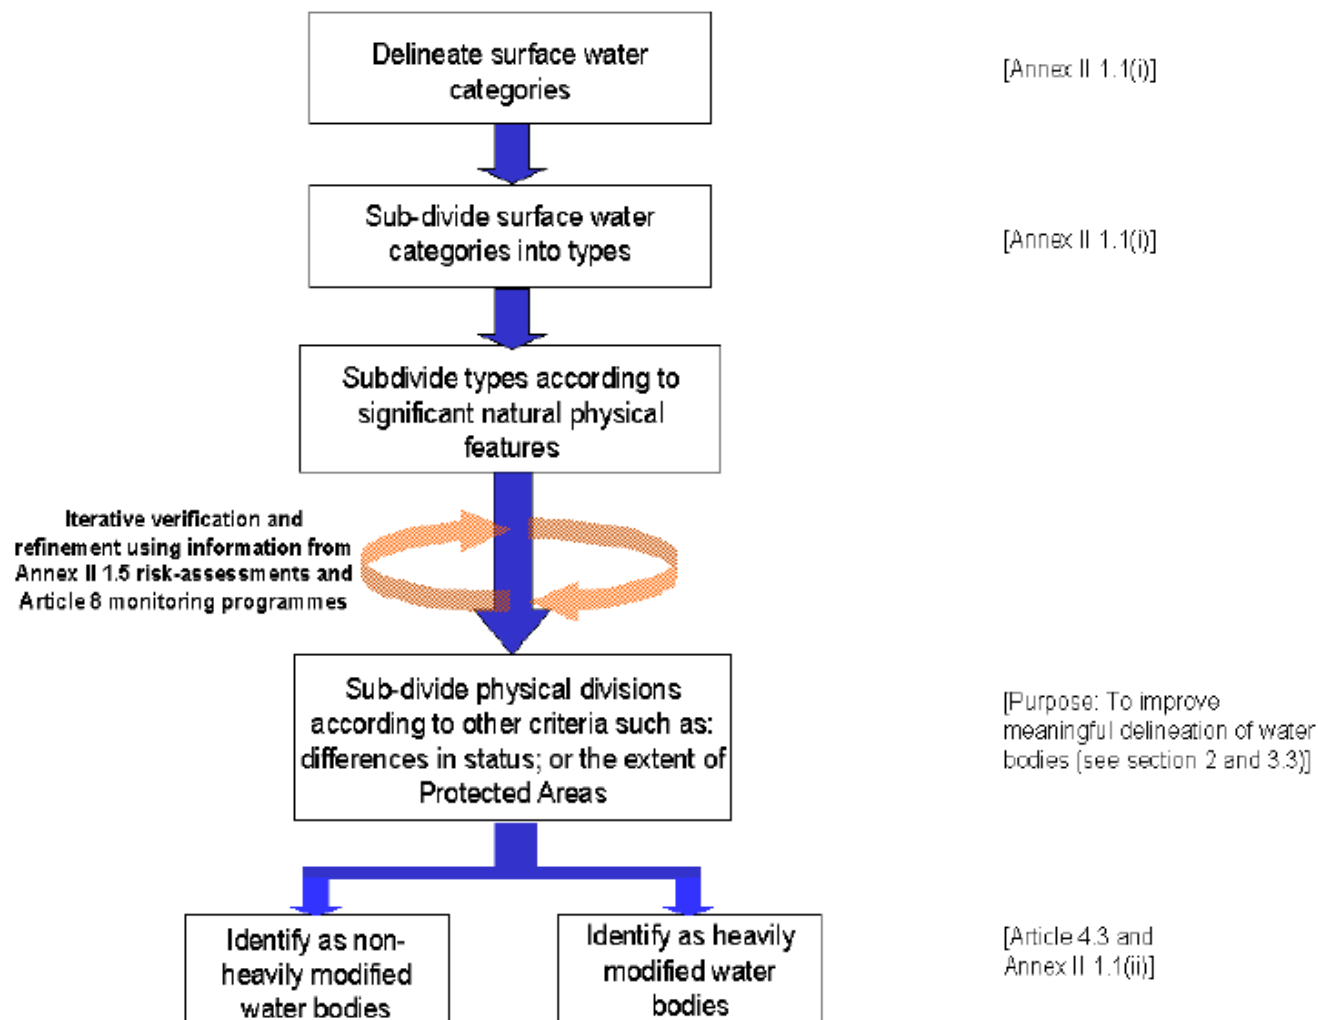 Delineate surface water
categories
[Annex II 1.1(i)]
Sub-divide surface water
categories into types
[Annex II 1.1(i)]
Subdivide types according to
significant natural physical
features
Iterative verification and
refinement using information from
Annex II 1.5 risk-assessments and
Article 8 monitoring programmes
Sub-divide physical divisions
according to other criteria such as:
differences in status; or the extent of
Protected Areas
[Purpose: To improve
meaningful delineation of water
bodies (see section 2 and 3.3)]
Identify as non-
heavily modified
water bodies
Identify as heavily
modified water
bodies
[Article 4.3 and
Annex II 1.1(ii)]